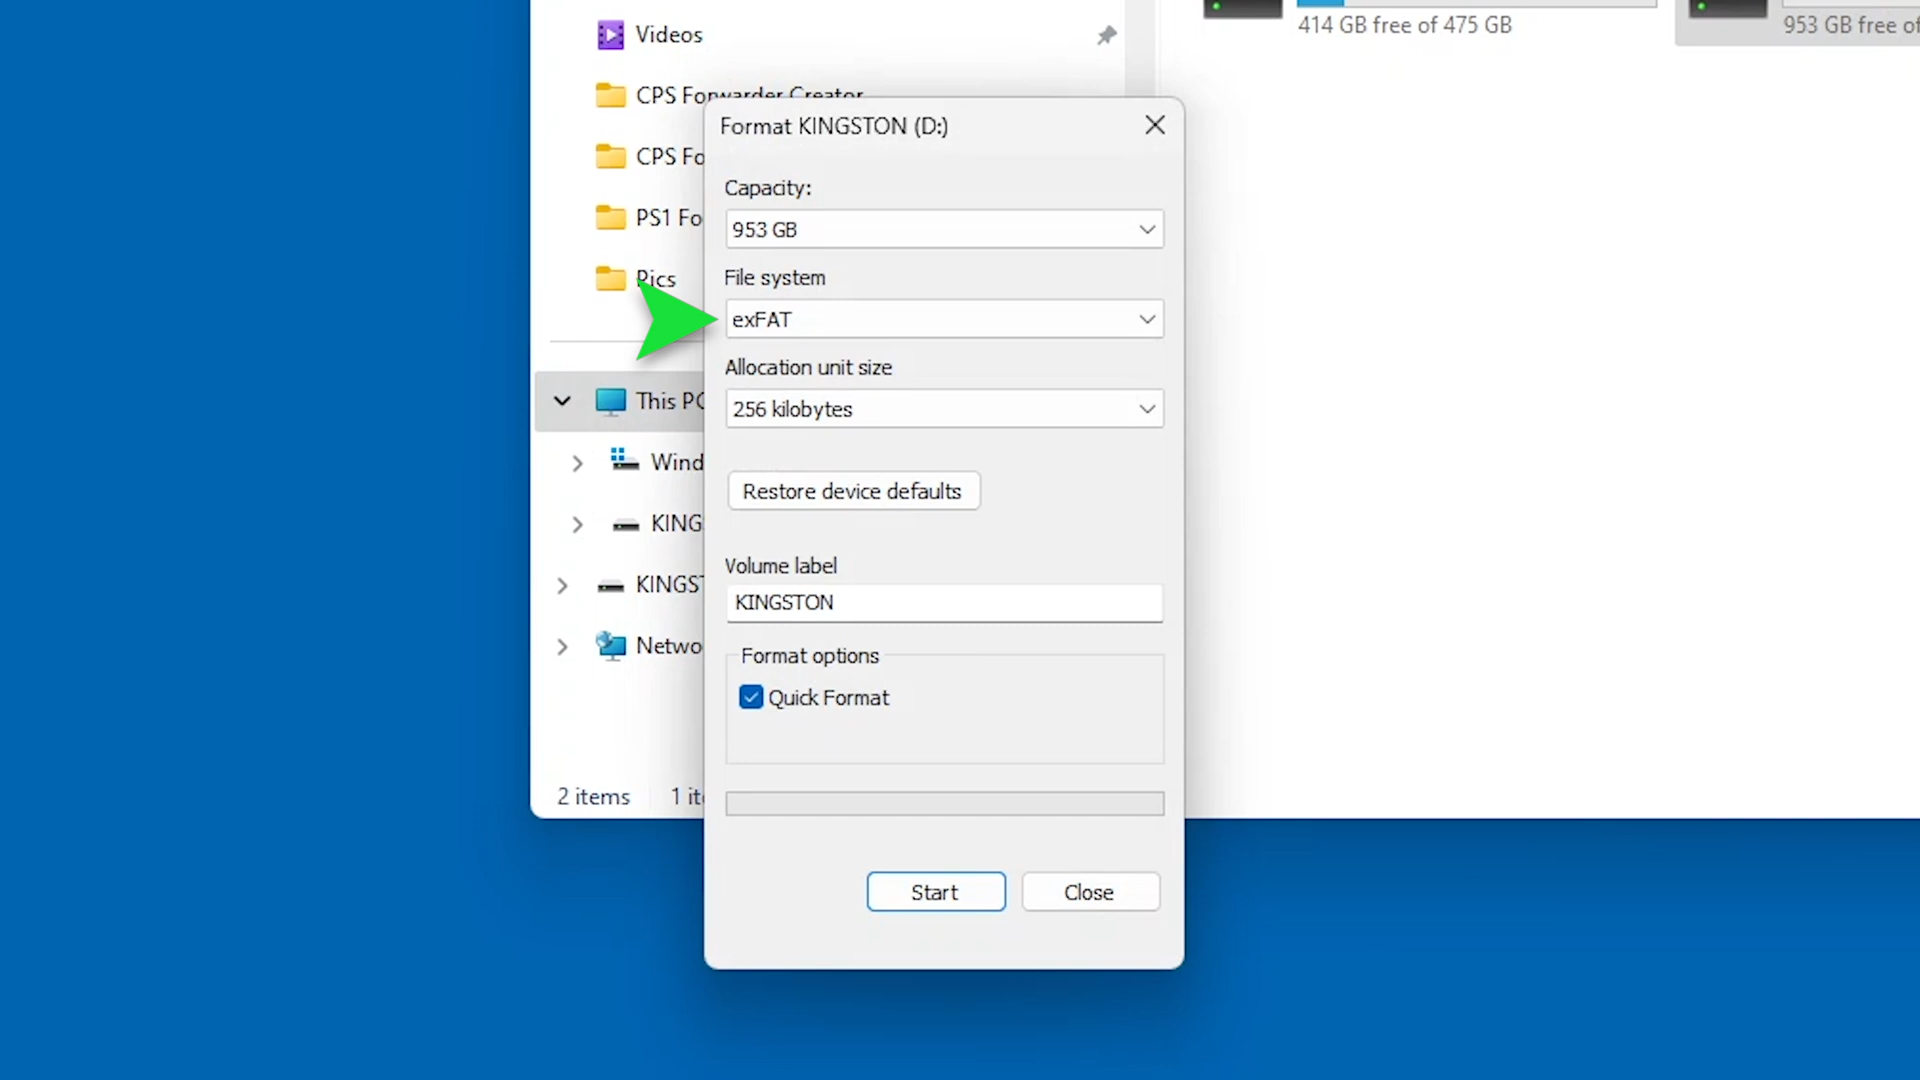 414 GB free of 475 GB
953 GB free of
Videos
CPS Forwarder Creator
CPS Fo
PS1 Fo
Pics
This PC
Wind
KING
KINGST
Netwo
2 items
1 it
Format KINGSTON (D:)
Capacity:
953 GB
File system
exFAT
Allocation unit size
256 kilobytes
Restore device defaults
Volume label
KINGSTON
Format options
Quick Format
Start
Close